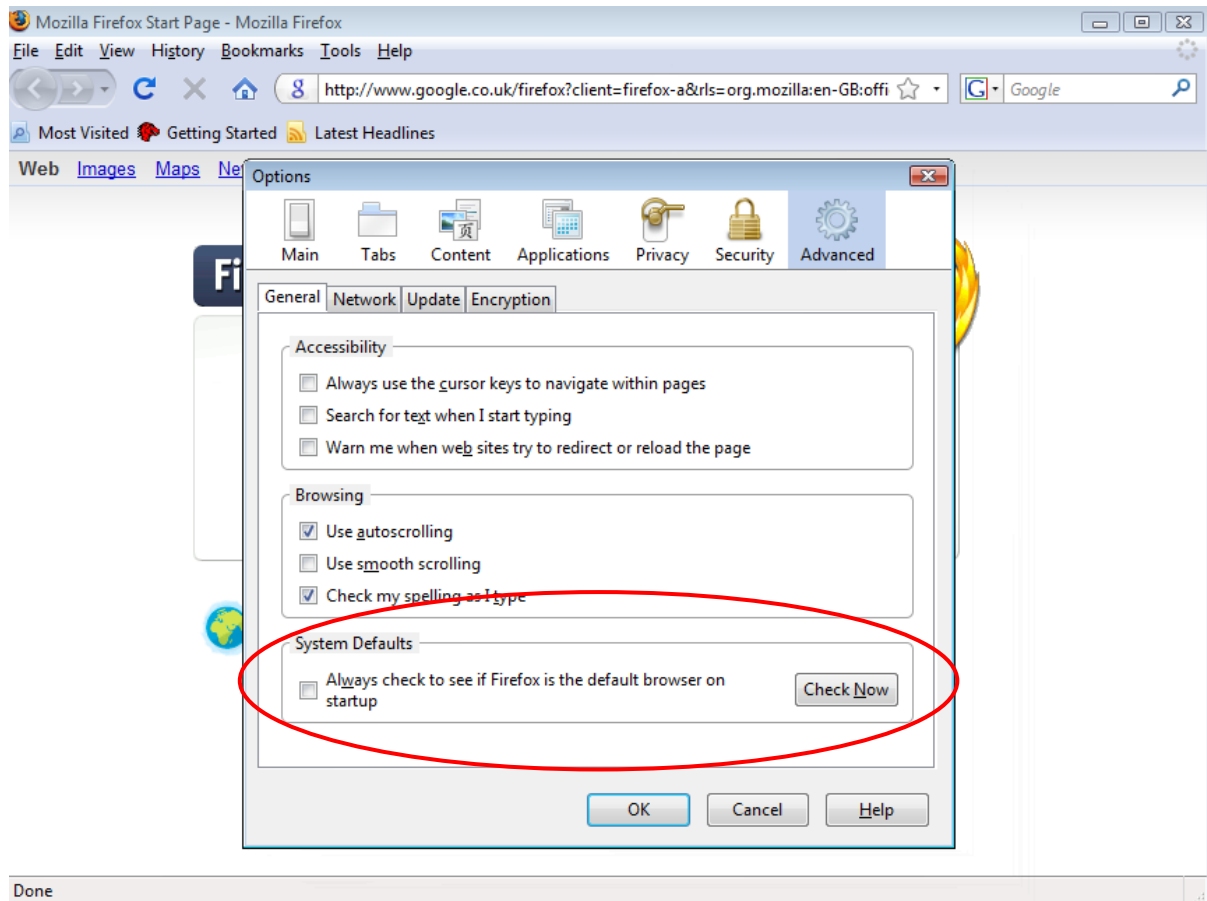 Mozilla Firefox Start Page - Mozilla Firefox
File Edit View History Bookmarks Tools Help
8 http://www.google.co.uk/firefox?client=firefox-a&rls=org.mozilla:en-GB:offi G Google
Most Visited Getting Started Latest Headlines
Web Images Maps Ne
Options
页
Main Tabs Content Applications Privacy Security Advanced
Fi
General Network Update Encryption
Accessibility
Always use the cursor keys to navigate within pages
Search for text when I start typing
Warn me when web sites try to redirect or reload the page
Browsing
Use autoscrolling
Use smooth scrolling
Check my spelling as I type
System Defaults
Always check to see if Firefox is the default browser on
startup
Check Now
OK Cancel Help
Done